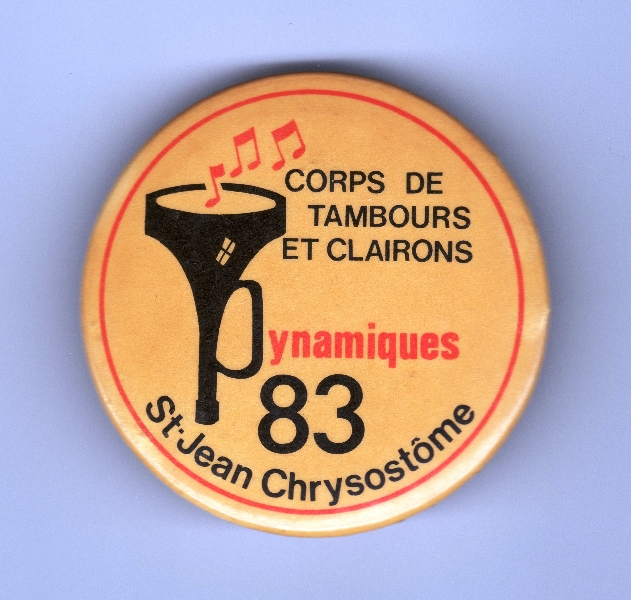 CORPS DE
TAMBOURS
ET CLAIRONS
Dynamiques
83
St-Jean Chrysostôme